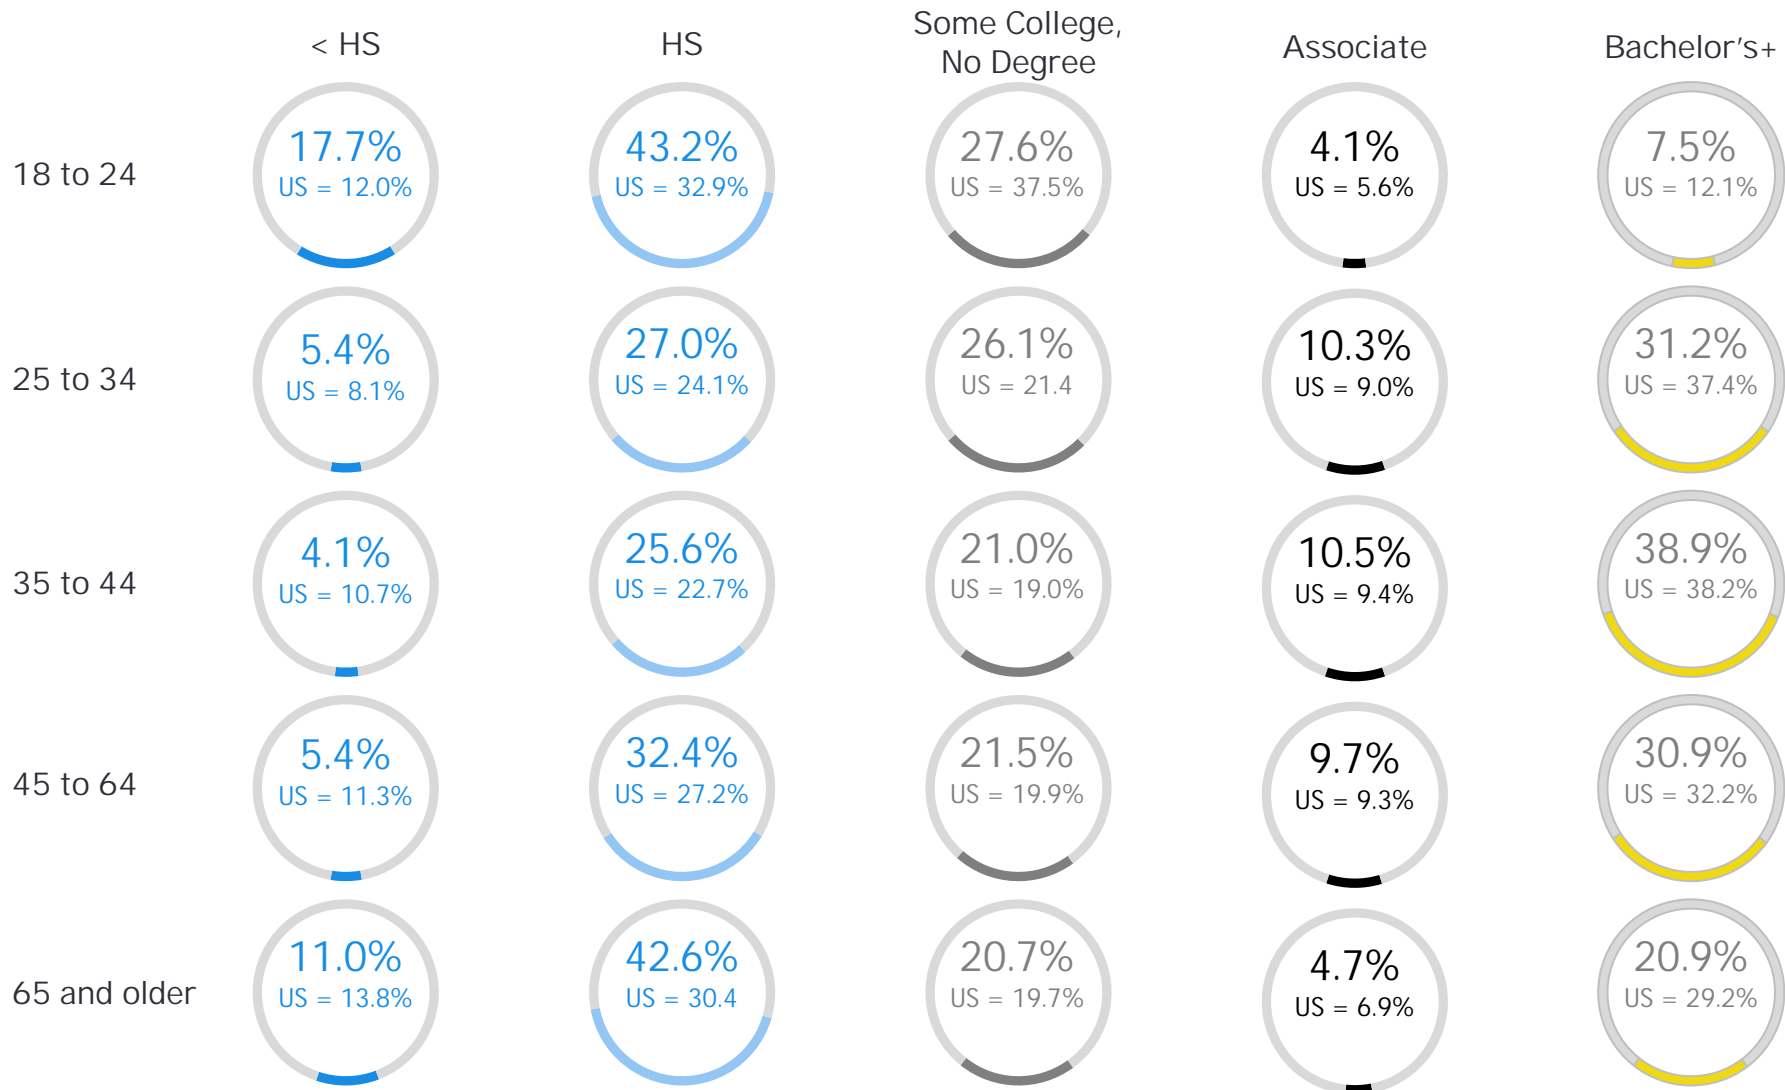 < HS
HS
Some College,
No Degree
Associate
Bachelor's+
18 to 24
17.7%
US = 12.0%
43.2%
US = 32.9%
27.6%
US = 37.5%
4.1%
US = 5.6%
7.5%
US = 12.1%
25 to 34
5.4%
US = 8.1%
27.0%
US = 24.1%
26.1%
US = 21.4
10.3%
US = 9.0%
31.2%
US = 37.4%
35 to 44
4.1%
US = 10.7%
25.6%
US = 22.7%
21.0%
US = 19.0%
10.5%
US = 9.4%
38.9%
US = 38.2%
45 to 64
5.4%
US = 11.3%
32.4%
US = 27.2%
21.5%
US = 19.9%
9.7%
US = 9.3%
30.9%
US = 32.2%
65 and older
11.0%
US = 13.8%
42.6%
US = 30.4
20.7%
US = 19.7%
4.7%
US = 6.9%
20.9%
US = 29.2%